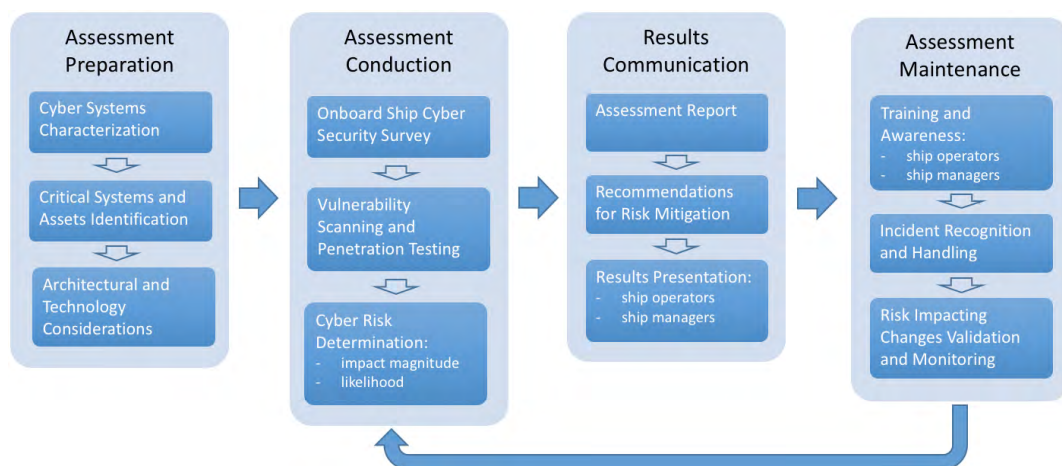 Assessment
Preparation
Cyber Systems
Characterization
Critical Systems and
Assets Identification
Architectural and
Technology
Considerations
Assessment
Conduction
Onboard Ship Cyber
Security Survey
Vulnerability
Scanning and
Penetration Testing
Cyber Risk
Determination:
- impact magnitude
- likelihood
Results
Communication
Assessment Report
Recommendations
for Risk Mitigation
Results Presentation:
- ship operators
- ship managers
Assessment
Maintenance
Training and
Awareness:
- ship operators
- ship managers
Incident Recognition
and Handling
Risk Impacting
Changes Validation
and Monitoring